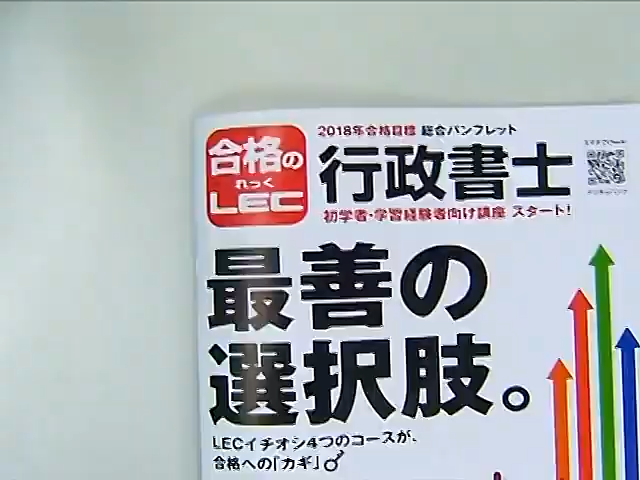 合格の
れっく
LEC
2018年合格目標 総合パンフレット
行政書士
初学者・学習経験者向け講座 スタート！
最善の
選択肢。
LECイチオシ4つのコースが、
合格への「カギ」